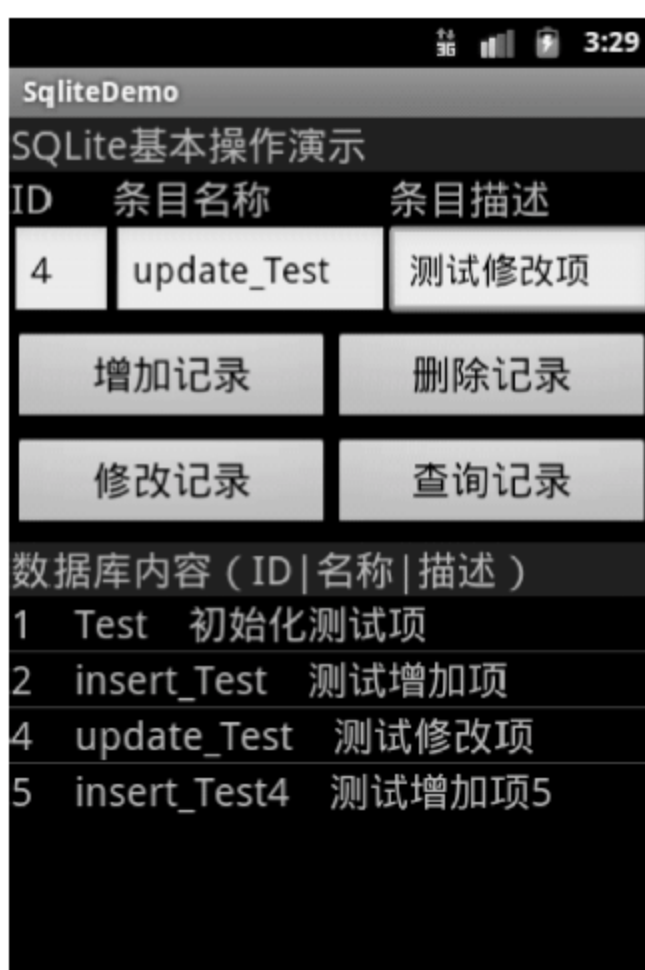 3G 3:29
SqliteDemo
SQLite基本操作演示
ID 条目名称 条目描述
4 update_Test 测试修改项
增加记录 删除记录
修改记录 查询记录
数据库内容（ID|名称|描述）
1 Test 初始化测试项
2 insert_Test 测试增加项
4 update_Test 测试修改项
5 insert_Test4 测试增加项5